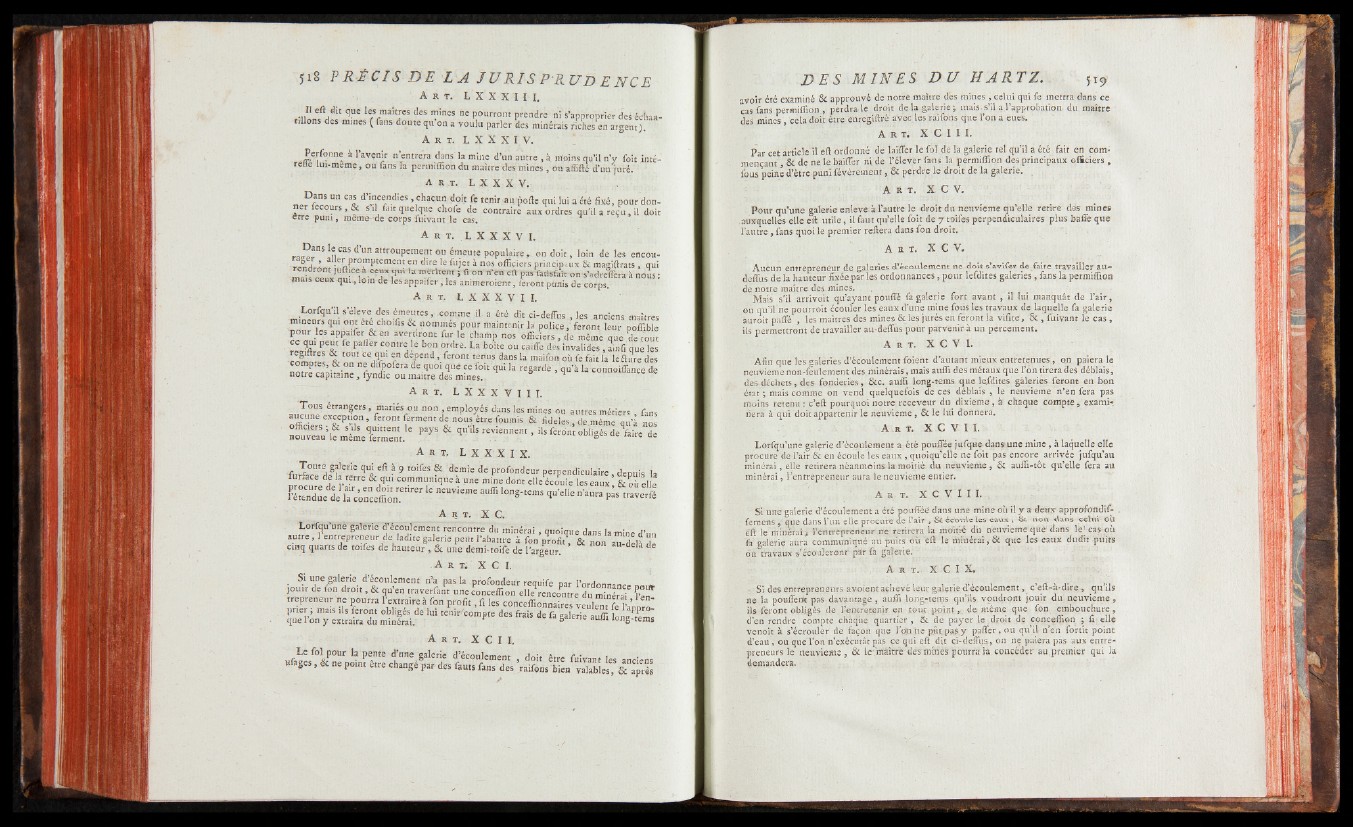 518 PRÉCIS DE LA JURISPRUDENCE
ART. LXXXIII.
Il eſt dit que les maîtres des mines ne pourront prendre ni s'approprier des échan-
tillons des mines (ſans doute qu'on a voulu parler des minérais riches en argent).
ART. LXXXIV.
Perſonne à l'avenir n'entrera dans la mine d'un autre, à moins qu'il n'y ſoit inté-
reſſé lui-même, ou ſans la permiſſion du maître des mines, ou aſſiſté d'un juré.
ART. LXXXV.
Dans un cas d'incendies, chacun doit ſe tenir au poſte qui lui a été fixé, pour don-
ner ſecours, & s'il fait quelque choſe de contraire aux ordres qu'il a reçu, il doit
être puni, même de corps ſuivant le cas.
ART. LXXXVI.
Dans le cas d'un attroupement ou émeute populaire, on doit, loin de les encou-
rager, aller promptement en dire le ſujet à nos officiers principaux & magiſtrats, qui
rendront juſtice à ceux qui la méritent; ſi on n'en eſt pas ſatisfait on s'adreſſera à nous:
mais ceux qui, loin de les appaiſer, les animeroient, ſeront punis de corps.
ART. LXXXVII.
Lorſqu'il s'éleve des émeutes, comme il a été dit ci-deſſus, les anciens maîtres
mineurs qui ont été choiſis & nommés pour maintenir la police, feront leur poſſible
pour les appaiſer & en avertiront ſur le champ nos officiers, de même que de tout
ce qui peut ſe paſſer contre le bon ordre. La boîte ou caiſſe des invalides, ainſi que les
regiſtres & tout ce qui en dépend, ſeront tenus dans la maiſon où ſe fait la lecture des
comptes, & on ne diſpoſera de quoi que ce ſoit qui la regarde, qu'à la connoiſſance de
notre capitaine, ſyndic ou maître des mines.
ART. LXXXVIII.
Tous étrangers, mariés ou non, employés dans les mines ou autres métiers, ſans
aucune exception, feront ſerment de nous être ſoumis & fideles, de même qu'à nos
officiers; & s'ils quittent le pays & qu'ils reviennent, ils ſeront obligés de faire de
nouveau le même ſerment.
ART. LXXXIX.
Toute galerie qui eſt à 9 toiſes & demie de profondeur perpendiculaire, depuis la
ſurface de la terre & qui communique à une mine dont elle écoule les eaux, & où elle
procure de l'air, en doit retirer le neuvieme auſſi long-tems qu'elle n'aura pas traverſé
l'étendue de la conceſſion.
ART. XC.
Lorſqu'une galerie d'écoulement rencontre du minérai, quoique dans la mine d'un
autre, l'entrepreneur de ladite galerie peut l'abattre à ſon profit, & non au-delà de
cinq quarts de toiſes de hauteur, & une demi-toiſe de l'argeur.
ART. XCI.
Si une galerie d'écoulement n'a pas la profondeur requiſe par l'ordonnance pour
jouir de ſon droit, & qu'en traverſant une conceſſion elle rencontre du minérai, l'en-
trepreneur ne pourra l'extraire à ſon profit, ſi les conceſſionnaires veulent ſe l'appro-
prier; mais ils ſeront obligés de lui tenir compte des frais de ſa galerie auſſi long-tems
que l'on y extraira du minérai.
ART. XCII.
Le ſol pour la pente d'une galerie d'écoulement, doit être ſuivant les anciens
uſages, & ne point être changé par des ſauts ſans des raiſons bien valables, & après
DES MINES DU HARTZ. 519
avoir été examiné & approuvé de notre maître des mines, celui qui ſe mettra dans ce
cas ſans permiſſion, perdra le droit de la galerie; mais s'il a l'approbation du maître
des mines, cela doit être enregiſtré avec les raiſons que l'on a eues.
ART. XCIII.
Par cet article il eſt ordonné de laiſſer le ſol de la galerie tel qu'il a été fait en com-
mençant, & de ne le baiſſer ni de l'élever ſans la permiſſion des principaux officiers,
ſous peine d'être puni ſévérement, & perdre le droit de la galerie.
ART. XCV.
Pour qu'une galerie enleve à l'autre le droit du neuvieme qu'elle retire des mines
auxquelles elle eſt utile, il faut qu'elle ſoit de 7 toiſes perpendiculaires plus baſſe que
l'autre, ſans quoi le premier reſtera dans ſon droit.
ART. XCV.
Aucun entrepreneur de galeries d'écoulement ne doit s'aviſer de faire travailler au-
deſſus de la hauteur fixée par les ordonnances, pour leſdites galeries, ſans la permiſſion
de notre maître des mines.
Mais s'il arrivoit qu'ayant pouſſé ſa galerie fort avant, il lui manquât de l'air,
ou qu'il ne pourroit écouler les eaux d'une mine ſous les travaux de laquelle ſa galerie
auroit paſſé, les maîtres des mines & les jurés en feront la viſite, &, ſuivant le cas,
ils permettront de travailler au-deſſus pour parvenir à un percement.
ART. XCVI.
Afin que les galeries d'écoulement ſoient d'autant mieux entretenues, on paiera le
neuvieme non-ſeulement des minérais, mais auſſi des métaux que l'on tirera des déblais,
des déchets, des fonderies, &c. auſſi long-tems que leſdites galeries ſeront en bon
état; mais comme on vend quelquefois de ces déblais, le neuvieme n'en ſera pas
moins retenu: c'eſt pourquoi notre receveur du dixieme, à chaque compte, exami-
nera à qui doit appartenir le neuvieme, & le lui donnera.
ART. XCVII.
Lorſqu'une galerie d'écoulement a été pouſſée juſque dans une mine, à laquelle elle
procure de l'air & en écoule les eaux, quoiqu'elle ne ſoit pas encore arrivée juſqu'au
minérai, elle retirera néanmoins la moitié du neuvieme, & auſſi-tôt qu'elle ſera au
minérai, l'entrepreneur aura le neuvieme entier.
ART. XCVIII.
Si une galerie d'écoulement a été pouſſée dans une mine où il y a deux approfondiſ-
ſemens, que dans l'un elle procure de l'air, & écoule les eaux, & non dans celui où
eſt le minérai, l'entrepreneur ne retirera la moitié du neuvieme que dans le cas où
ſa galerie aura communiqué au puits où eſt le minérai, & que les eaux dudit puits
ou travaux s'écouleront par ſa galerie.
ART. XCIX.
Si des entrepreneurs avoient achevé leur galerie d'écoulement, c'eſt-à-dire, qu'ils
ne la pouſſent pas davantage, auſſi long-tems qu'ils voudront jouir du neuvieme,
ils ſeront obligés de l'entretenir en tout point, de même que ſon embouchure,
d'en rendre compte chaque quartier, & de payer le droit de conceſſion; ſi elle
venoit à s'écrouler de façon que l'on ne pût pas y paſſer, ou qu'il n'en ſortît point
d'eau, ou que l'on n'exécutât pas ce qui eſt dit ci-deſſus, on ne paiera pas aux entre-
preneurs le neuvieme, & le maître des mines pourra la concéder au premier qui la
demandera.